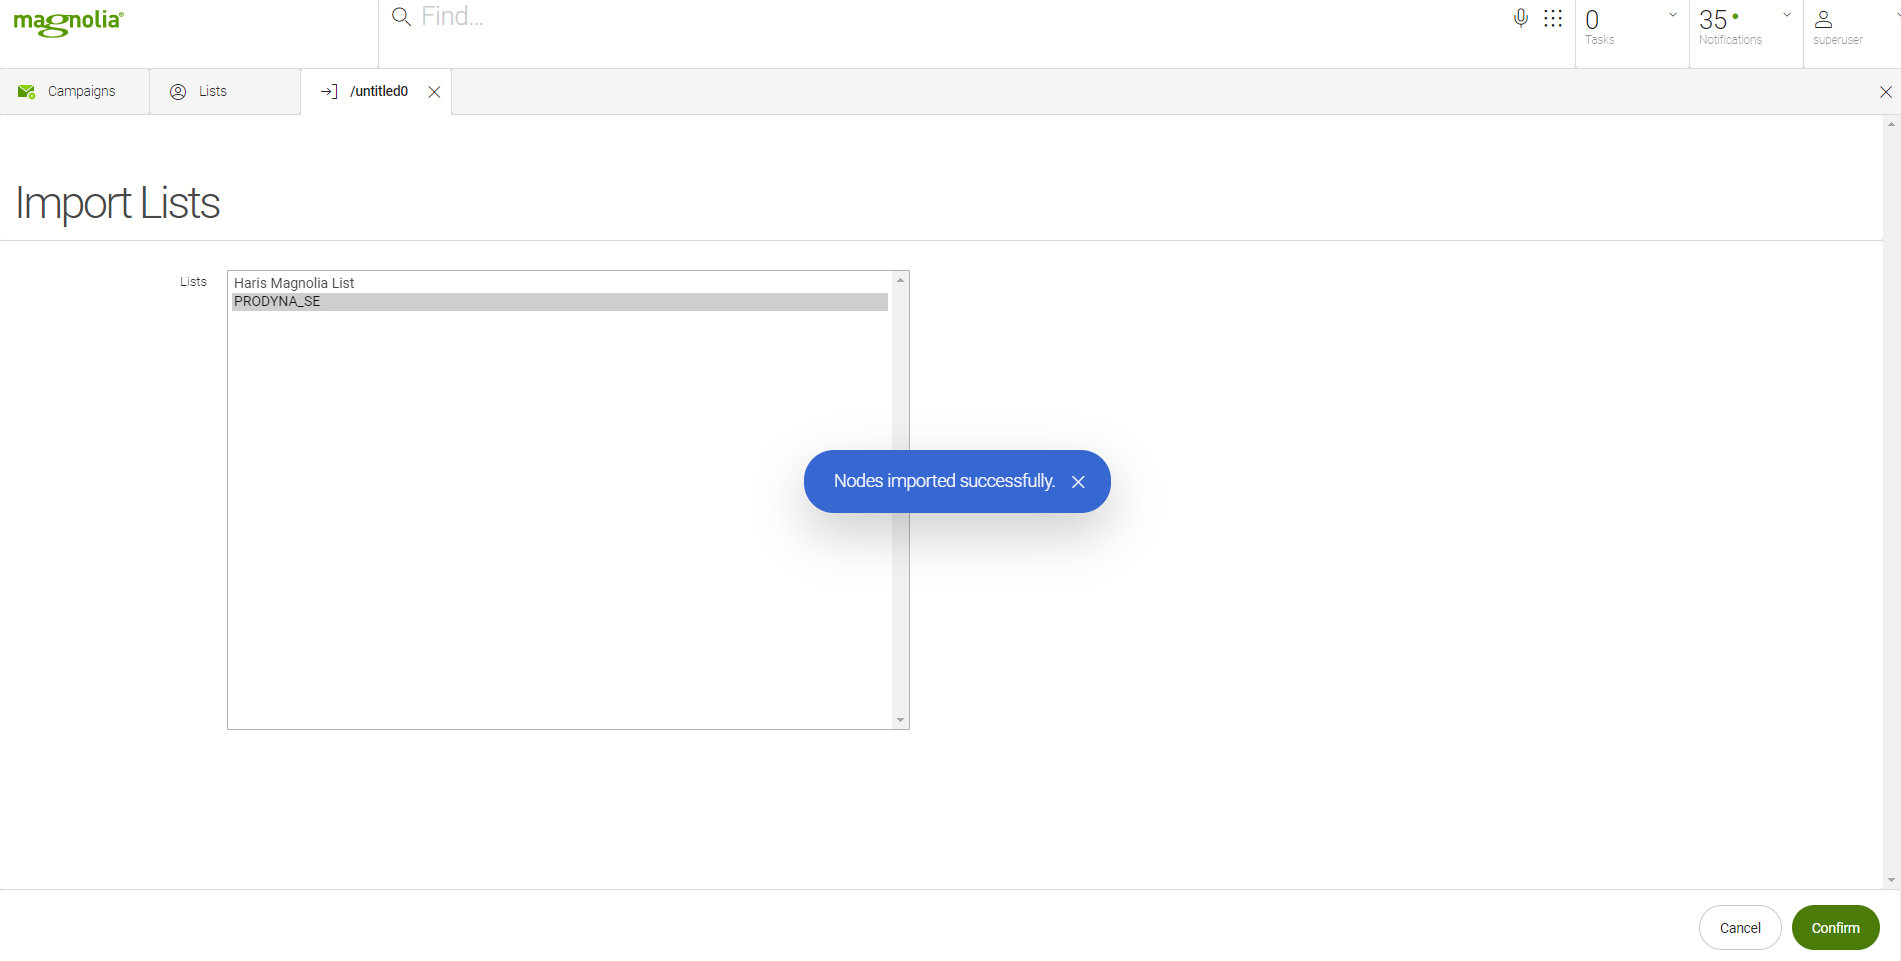 magnolia®
Find...
0
Tasks
35
Notifications
superuser
Campaigns
Lists
/untitled0
Import Lists
Lists
Haris Magnolia List
PRODYNA_SE
Nodes imported successfully.
Cancel
Confirm